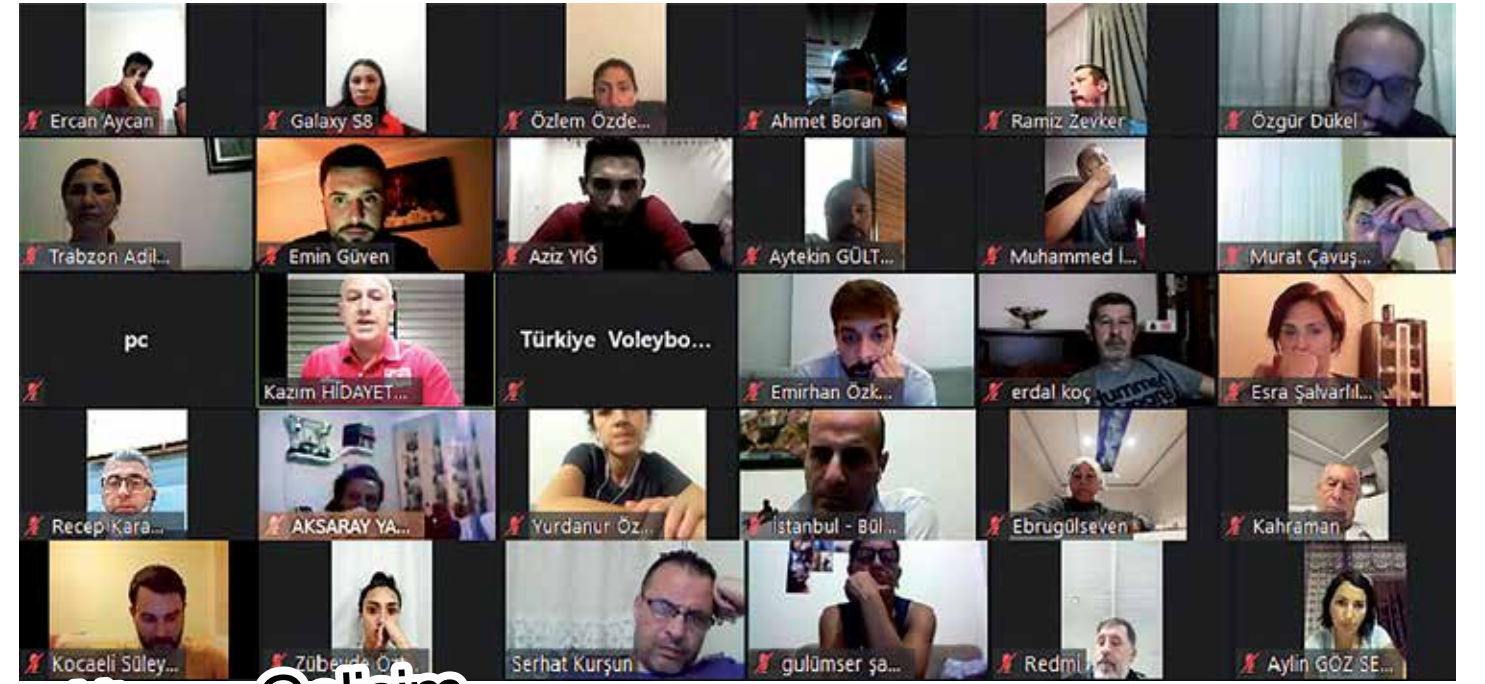 Ercan Aycan
Galaxy S8
Özlem Özde...
Ahmet Boran
Ramiz Zevker
Özgür Dükel
Trabzon Adil...
Emin Güven
Aziz YIĞ
Aytekin GÜLT...
Muhammed İ...
Murat Çavuş...
pc
Kazım HİDAYET...
Türkiye Voleybo...
Emirhan Özk...
erdal koç
Esra Şalvarlıl...
Recep Kara...
AKSARAY YA...
Yurdanur Öz...
İstanbul - Bül...
Ebrugülseven
Kahraman
Kocaeli Süley...
Zübeyde Öz...
Serhat Kurşun
gulümser şa...
Redmi
Aylin GÖZ SE...